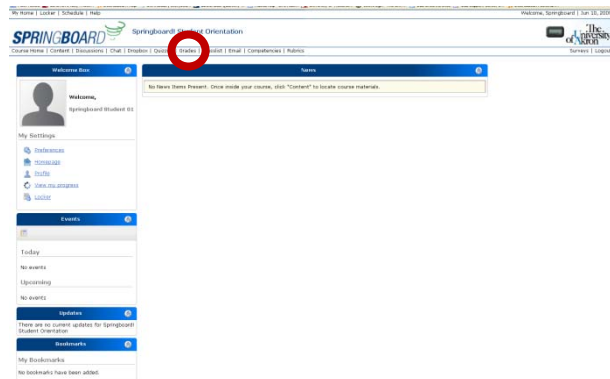 My Home | Locker | Schedule | Help
Welcome, Springboard | Jun 18, 2009
SPRINGBOARD
Springboard! Student Orientation
The University of Akron
Course Home | Content | Discussions | Chat | Dropbox | Quizzes | Grades | Classlist | Email | Competencies | Rubrics
Surveys | Logout
Welcome Box
News
No News Items Present. Once inside your course, click "Content" to locate course materials.
Welcome,
Springboard Student 01
My Settings
Preferences
Homepage
Profile
View my progress
Locker
Events
Today
No events
Upcoming
No events
Updates
There are no current updates for Springboard! Student Orientation
Bookmarks
My Bookmarks
No bookmarks have been added.